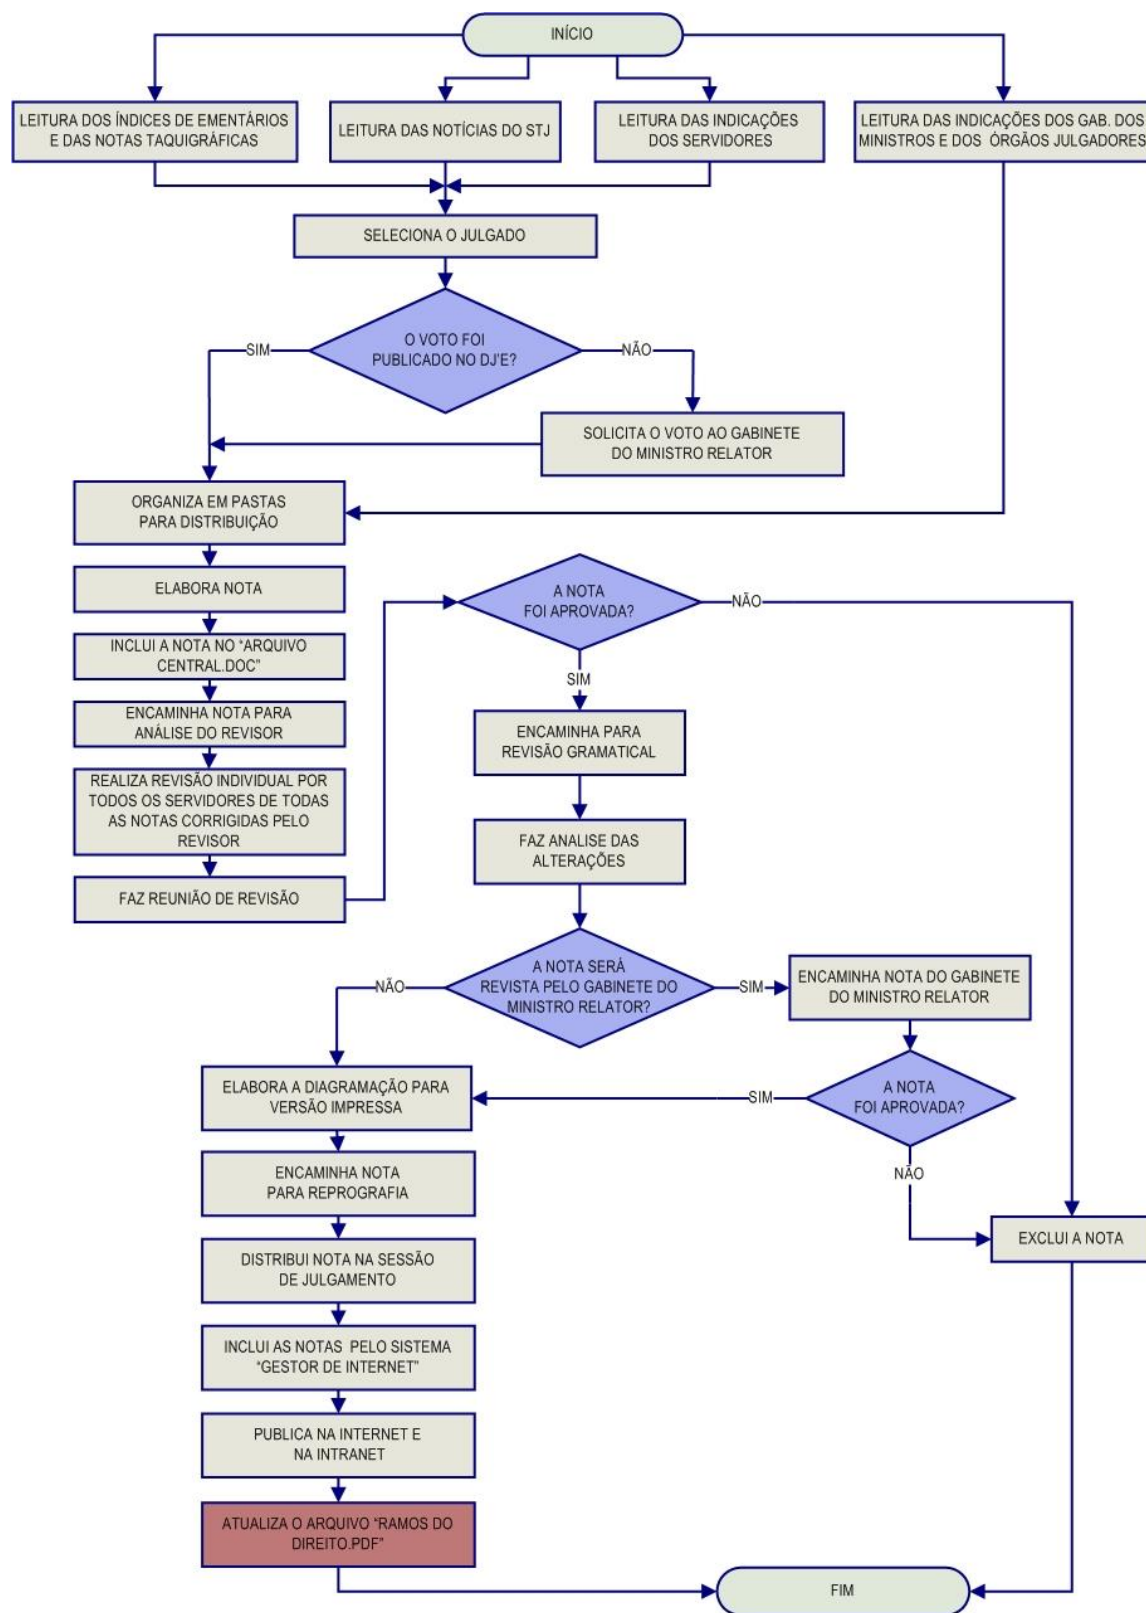 INÍCIO
LEITURA DOS ÍNDICES DE EMENTÁRIOS
E DAS NOTAS TAQUIGRÁFICAS
LEITURA DAS NOTÍCIAS DO STJ
LEITURA DAS INDICAÇÕES
DOS SERVIDORES
LEITURA DAS INDICAÇÕES DOS GAB. DOS
MINISTROS E DOS ÓRGÃOS JULGADORES
SELECIONA O JULGADO
O VOTO FOI
PUBLICADO NO DJ'E?
SIM
NÃO
SOLICITA O VOTO AO GABINETE
DO MINISTRO RELATOR
ORGANIZA EM PASTAS
PARA DISTRIBUIÇÃO
ELABORA NOTA
INCLUI A NOTA NO "ARQUIVO
CENTRAL.DOC"
ENCAMINHA NOTA PARA
ANÁLISE DO REVISOR
REALIZA REVISÃO INDIVIDUAL POR
TODOS OS SERVIDORES DE TODAS
AS NOTAS CORRIGIDAS PELO
REVISOR
FAZ REUNIÃO DE REVISÃO
A NOTA
FOI APROVADA?
NÃO
SIM
ENCAMINHA PARA
REVISÃO GRAMATICAL
FAZ ANALISE DAS
ALTERAÇÕES
A NOTA SERÁ
REVISTA PELO GABINETE DO
MINISTRO RELATOR?
NÃO
SIM
ENCAMINHA NOTA DO GABINETE
DO MINISTRO RELATOR
A NOTA
FOI APROVADA?
SIM
NÃO
ELABORA A DIAGRAMAÇÃO PARA
VERSÃO IMPRESSA
ENCAMINHA NOTA
PARA REPROGRAFIA
EXCLUI A NOTA
DISTRIBUI NOTA NA SESSÃO
DE JULGAMENTO
INCLUI AS NOTAS PELO SISTEMA
"GESTOR DE INTERNET"
PUBLICA NA INTERNET E
NA INTRANET
ATUALIZA O ARQUIVO "RAMOS DO
DIREITO.PDF"
FIM